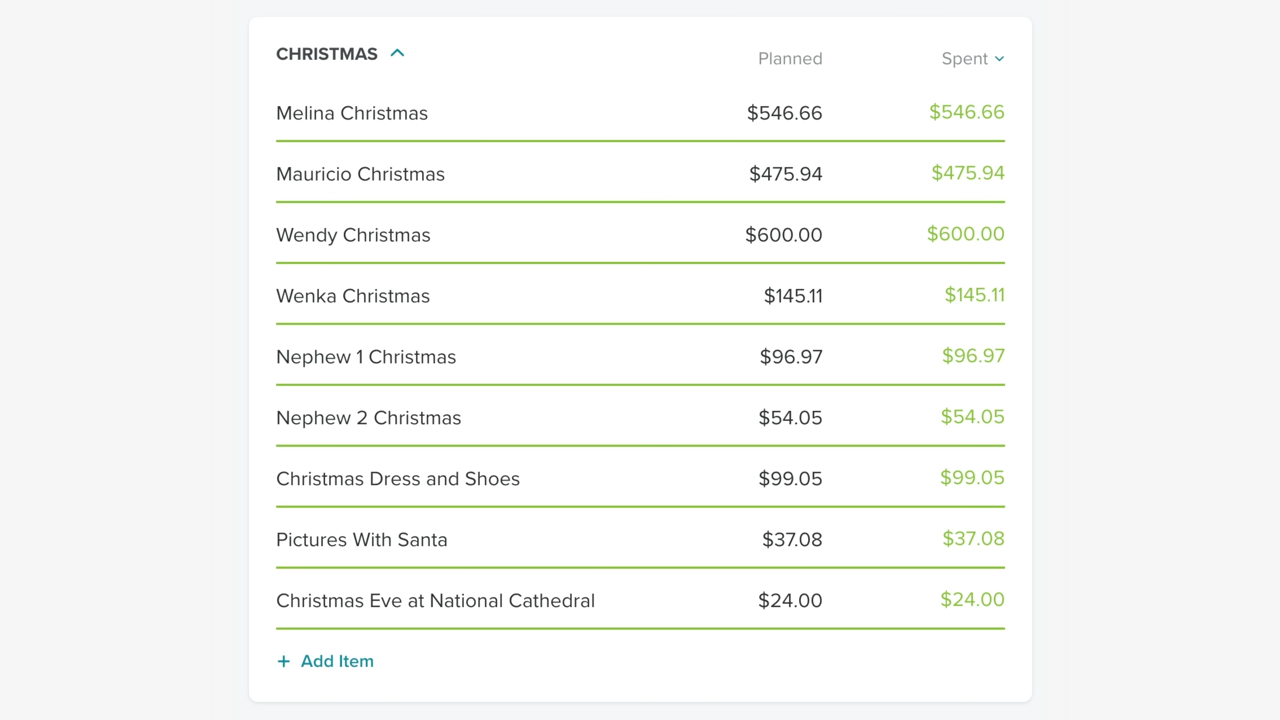 CHRISTMAS Planned Spent
Melina Christmas $546.66 $546.66
Mauricio Christmas $475.94 $475.94
Wendy Christmas $600.00 $600.00
Wenka Christmas $145.11 $145.11
Nephew 1 Christmas $96.97 $96.97
Nephew 2 Christmas $54.05 $54.05
Christmas Dress and Shoes $99.05 $99.05
Pictures With Santa $37.08 $37.08
Christmas Eve at National Cathedral $24.00 $24.00
+ Add Item